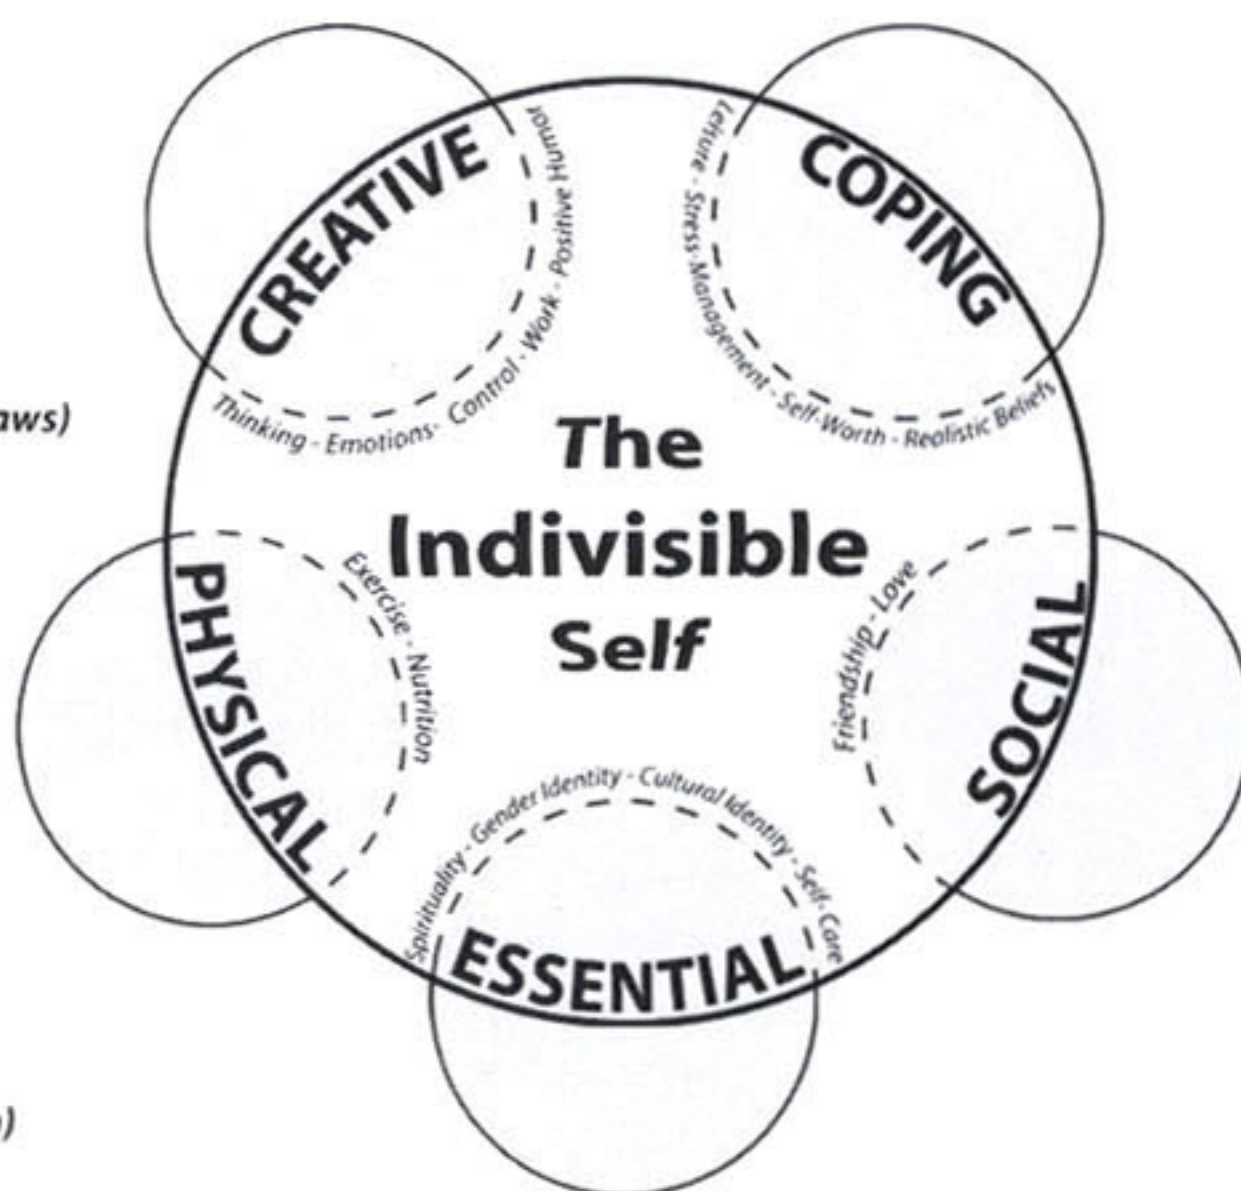 CREATIVE
Thinking - Emotions- Control - Work - Positive Humor
COPING
Leisure - Stress-Management - Self-Worth - Realistic Beliefs
aws)
The
Indivisible
Self
PHYSICAL
Exercise - Nutrition
SOCIAL
Friendship - Love
ESSENTIAL
Spirituality - Gender Identity - Cultural Identity - Self-Care
)